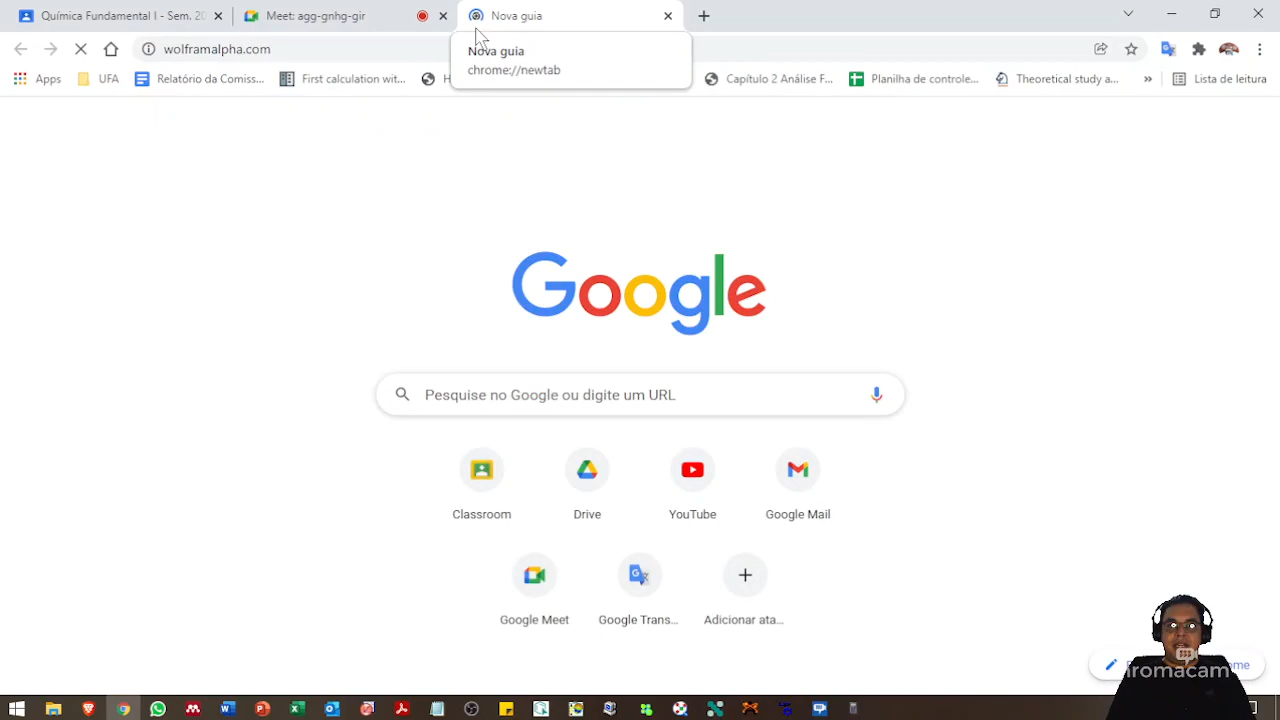 Química Fundamental I - Sem. 20
Meet: agg-gnhg-gir
Nova guia
wolframalpha.com
Nova guia
chrome://newtab
Apps
UFA
Relatório da Comiss...
First calculation wit...
H
Capítulo 2 Análise F...
Planilha de controle...
Theoretical study a...
»
Lista de leitura
Google
Pesquise no Google ou digite um URL
Classroom
Drive
YouTube
Google Mail
Google Meet
Google Trans...
Adicionar ata...
ome
iromacam